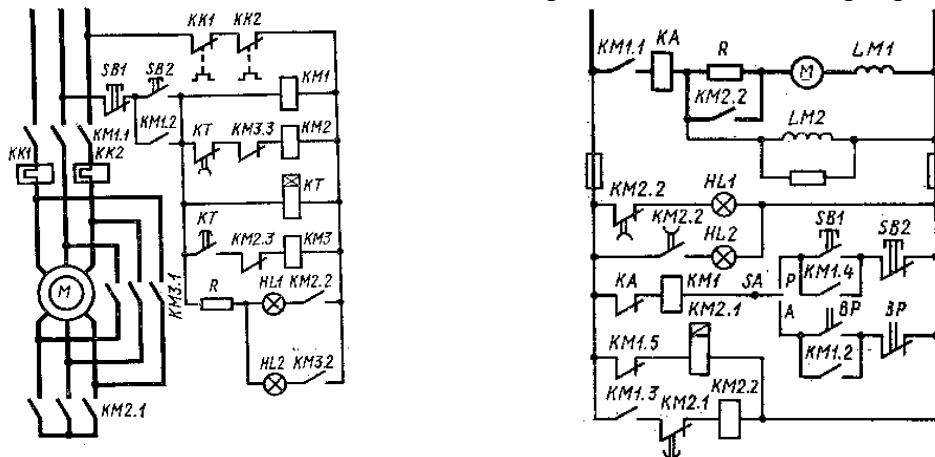 KK1 KK2
SB1 SB2
KM1
KM1.2
KM1.1
KT KM3.3 KM2
KK1 KK2
KT
KT
KM2.3 KM3
M
KM3.1
R HL1 KM2.2
HL2 KM3.2
KM2.1
KM1.1 KA R LM1
M
KM2.2
LM2
KM2.2 HL1
KM2.2
HL2
SB1 SB2
P KM1.4
KA KM1 SA
A BP BP
KM2.1
KM1.2
KM1.5
KM1.3 KM2.1 KM2.2